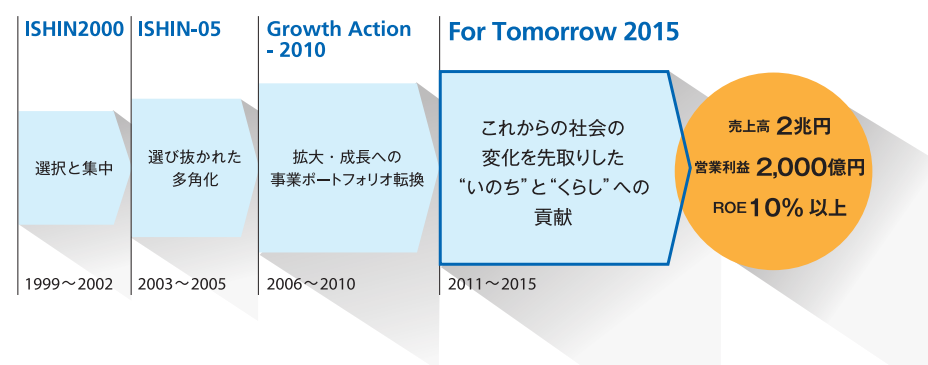 ISHIN2000
選択と集中
1999～2002
ISHIN-05
選び抜かれた
多角化
2003～2005
Growth Action
- 2010
拡大・成長への
事業ポートフォリオ転換
2006～2010
For Tomorrow 2015
これからの社会の
変化を先取りした
“いのち”と“くらし”への
貢献
2011～2015
売上高 2兆円
営業利益 2,000億円
ROE 10% 以上